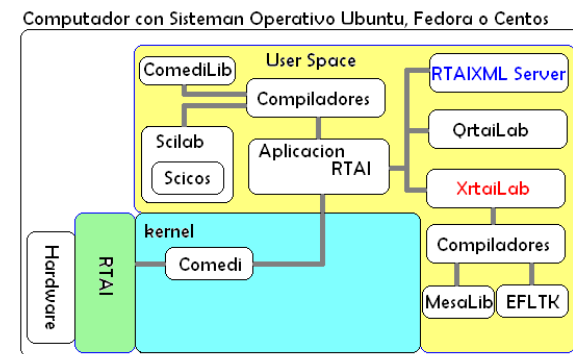 Computador con Sisteman Operativo Ubuntu, Fedora o Centos
User Space
ComediLib
Compiladores
Scilab
Scicos
Aplicacion
RTAI
RTAIXML Server
QrtaiLab
XrtaiLab
Compiladores
MesaLib
EFLTK
kernel
Comedi
RTAI
Hardware